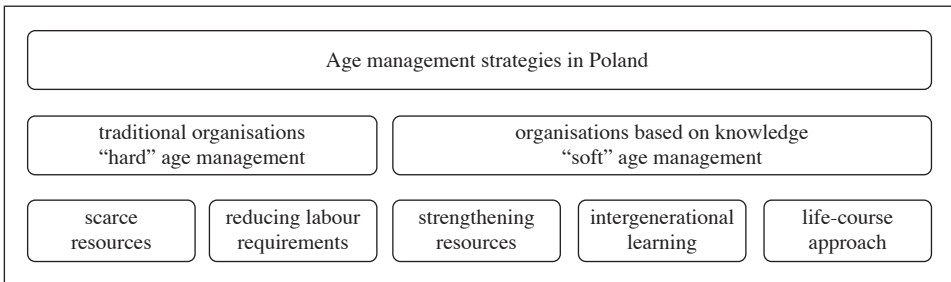 Age management strategies in Poland
traditional organisations
“hard” age management
organisations based on knowledge
“soft” age management
scarce
resources
reducing labour
requirements
strengthening
resources
intergenerational
learning
life-course
approach